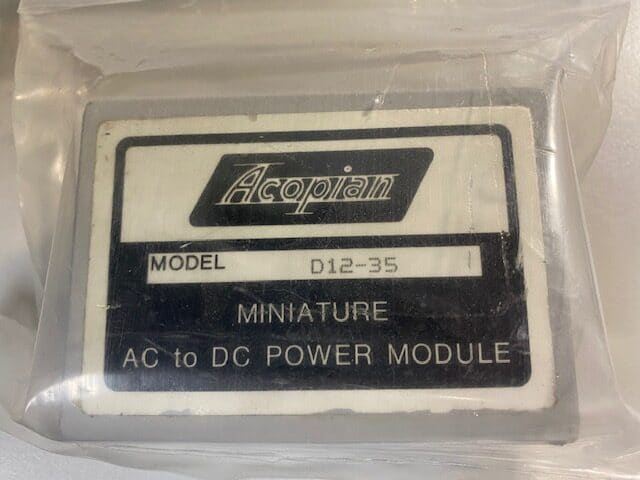 Acopian
MODEL D12-35
MINIATURE
AC to DC POWER MODULE